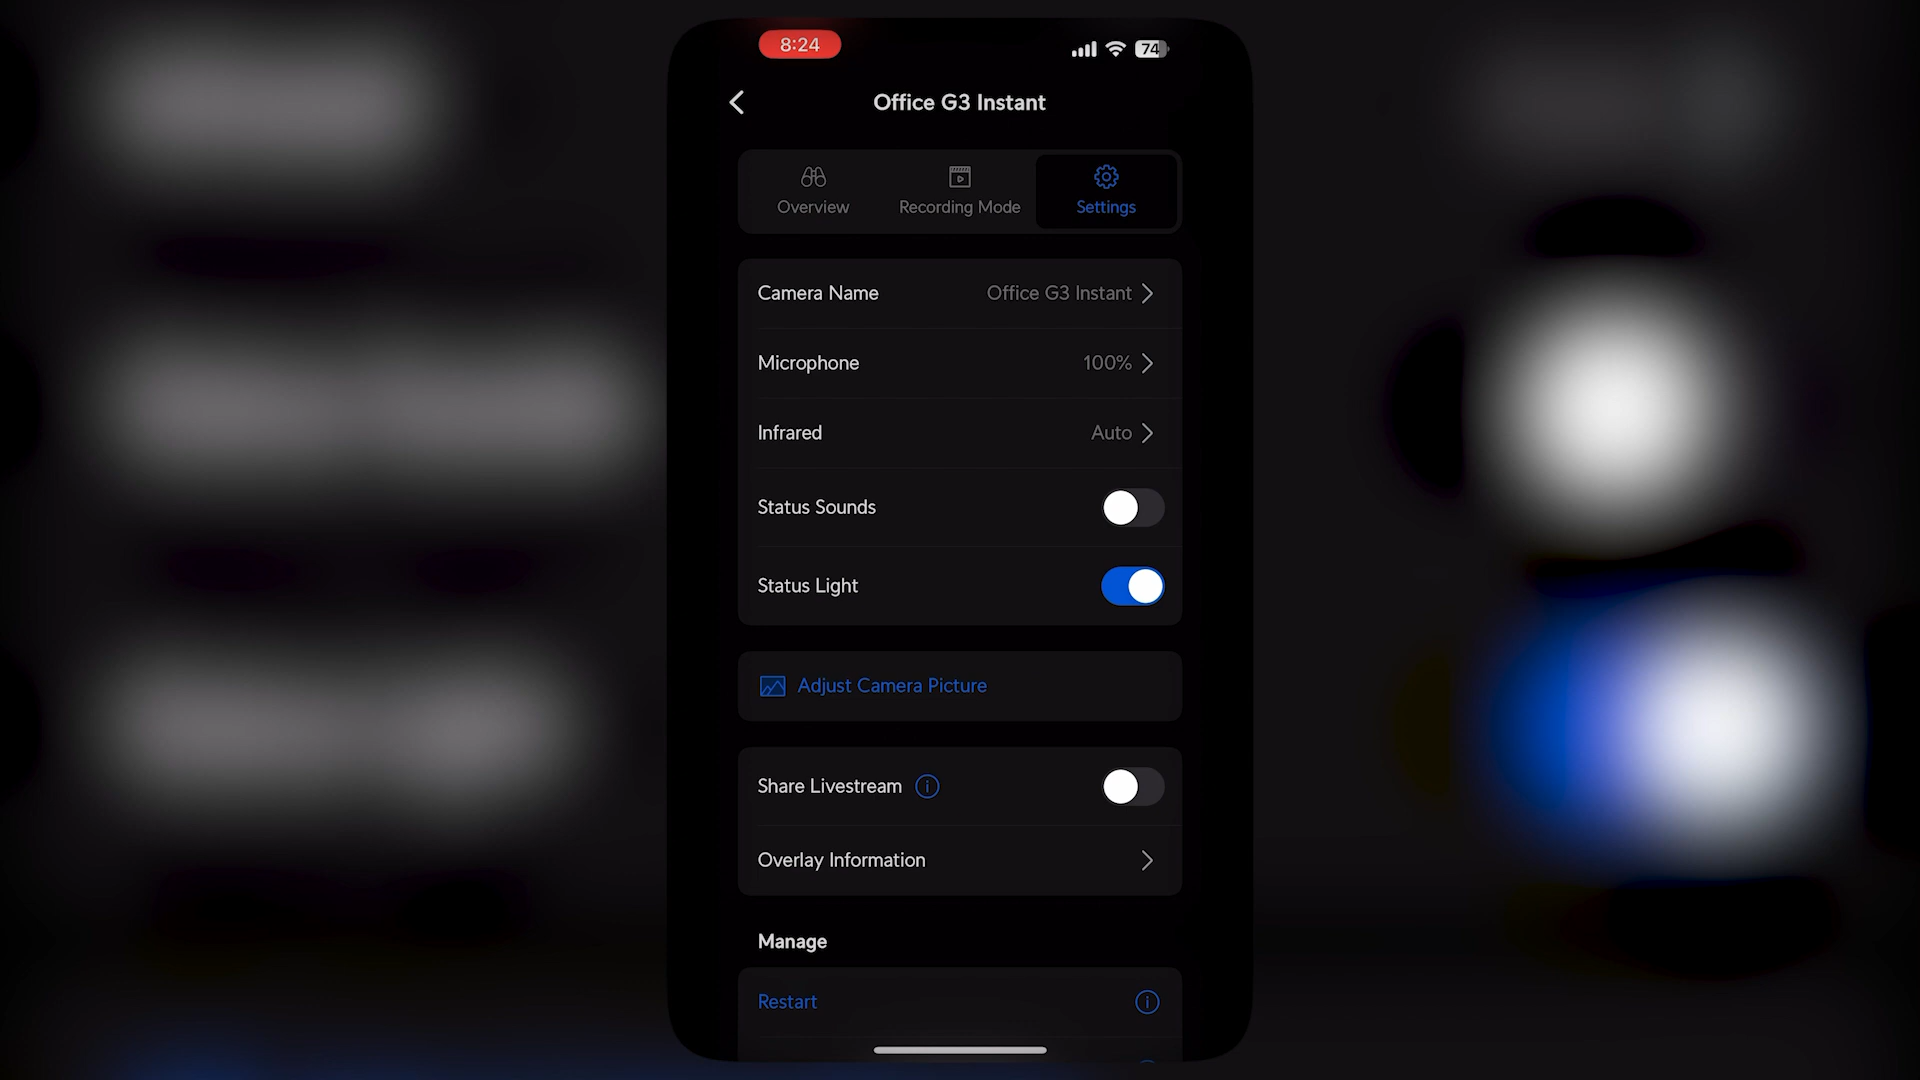 8:24
74
Office G3 Instant
Overview
Recording Mode
Settings
Camera Name Office G3 Instant
Microphone 100%
Infrared Auto
Status Sounds
Status Light
Adjust Camera Picture
Share Livestream
Overlay Information
Manage
Restart